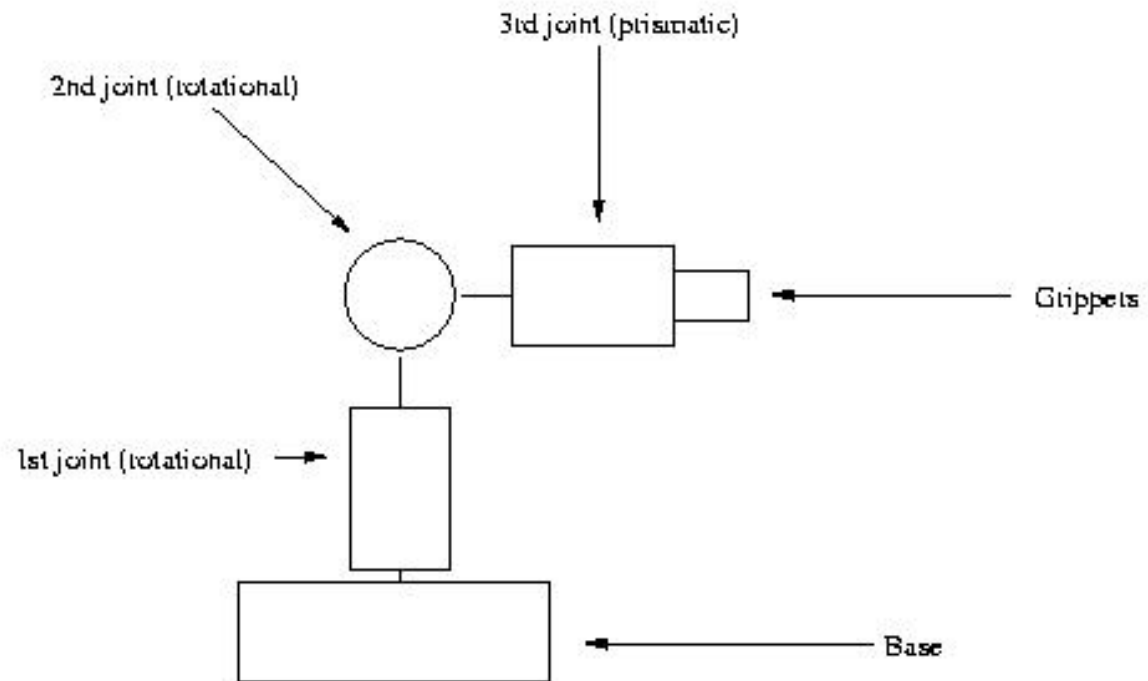 3rd joint (prismatic)
2nd joint (rotational)
Grippers
1st joint (rotational)
Base